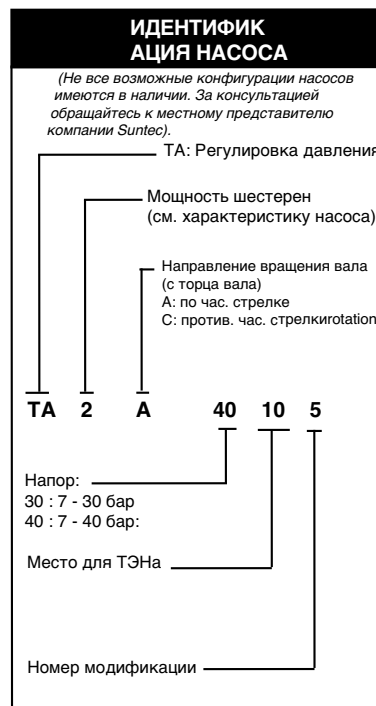 ИДЕНТИФИК
АЦИЯ НАСОСА
(Не все возможные конфигурации насосов
имеются в наличии. За консультацией
обращайтесь к местному представителю
компании Suntec).
TA: Регулировка давления
Мощность шестерен
(см. характеристику насоса)
Направление вращения вала
(с торца вала)
A: по час. стрелке
C: против. час. стрелкиrotation
TA 2 A 40 10 5
Напор:
30 : 7 - 30 бар
40 : 7 - 40 бар:
Место для ТЭНа
Номер модификации